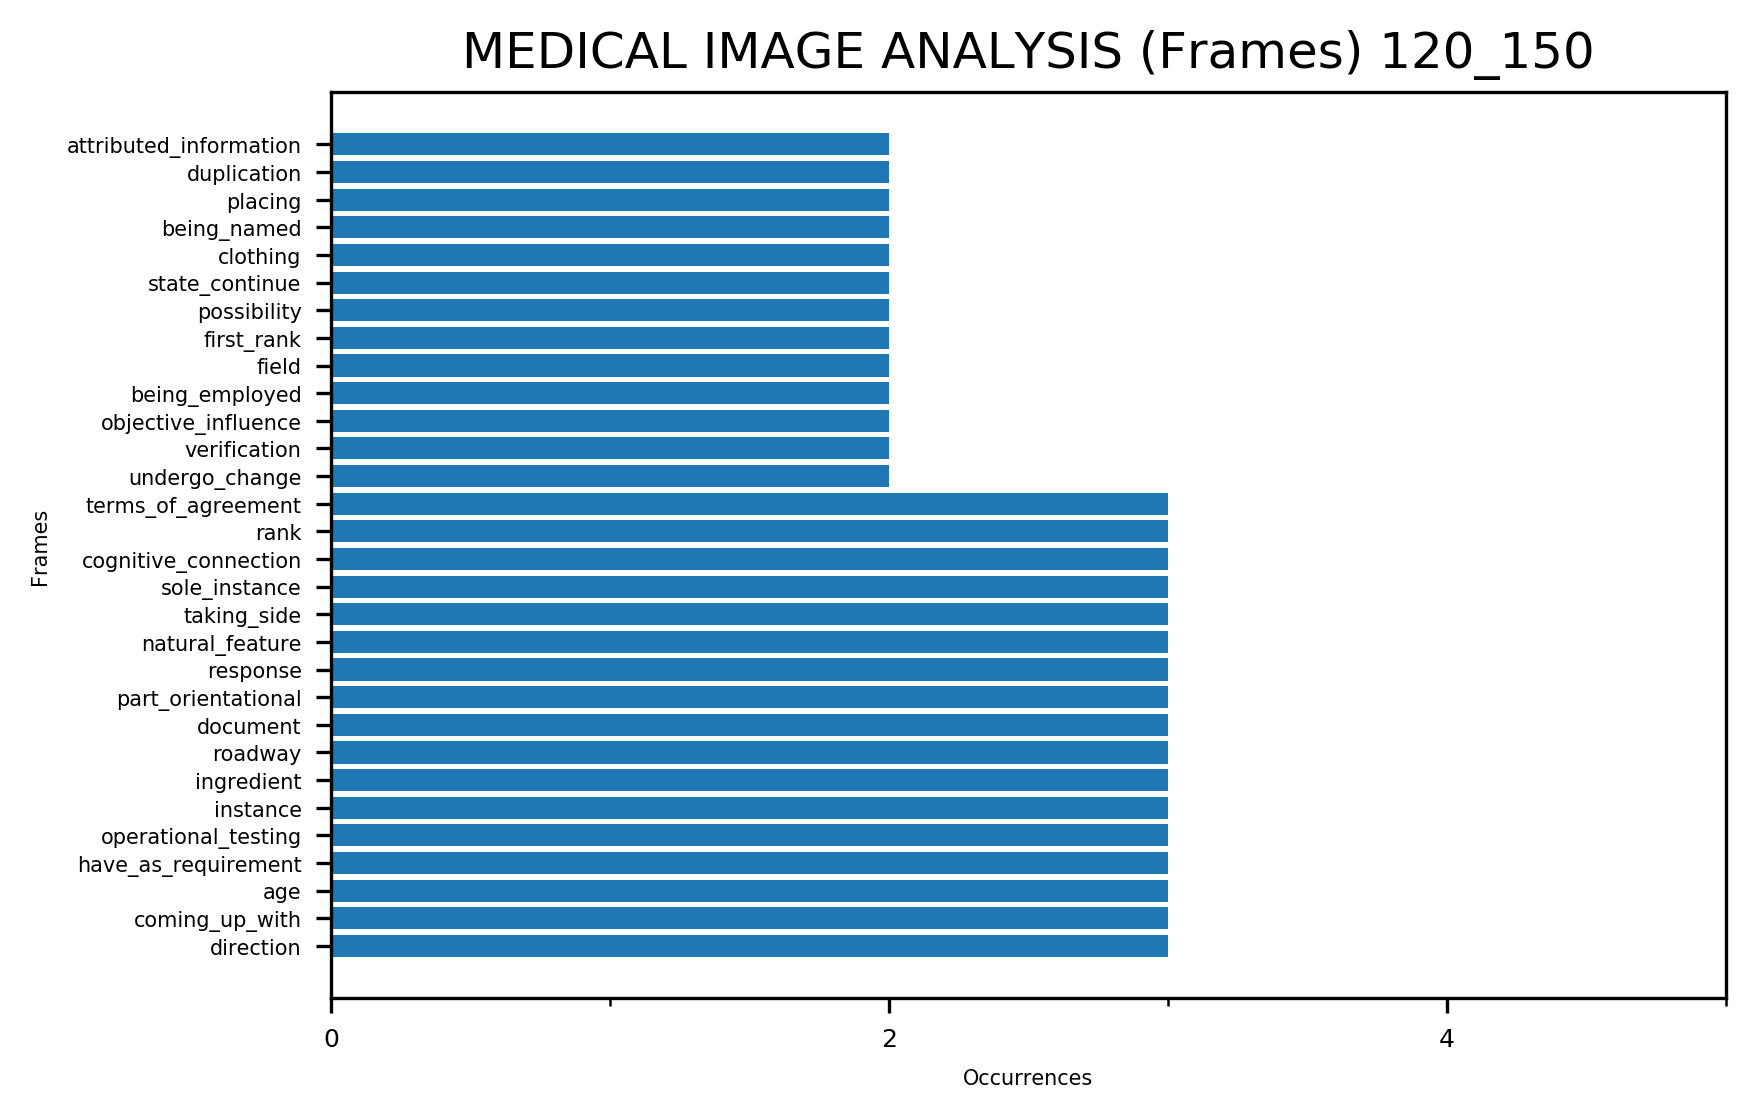 MEDICAL IMAGE ANALYSIS (Frames) 120_150
attributed_information
duplication
placing
being_named
clothing
state_continue
possibility
first_rank
field
being_employed
objective_influence
verification
undergo_change
terms_of_agreement
rank
cognitive_connection
sole_instance
taking_side
natural_feature
response
part_orientational
document
roadway
ingredient
instance
operational_testing
have_as_requirement
age
coming_up_with
direction
Frames
0 2 4
Occurrences